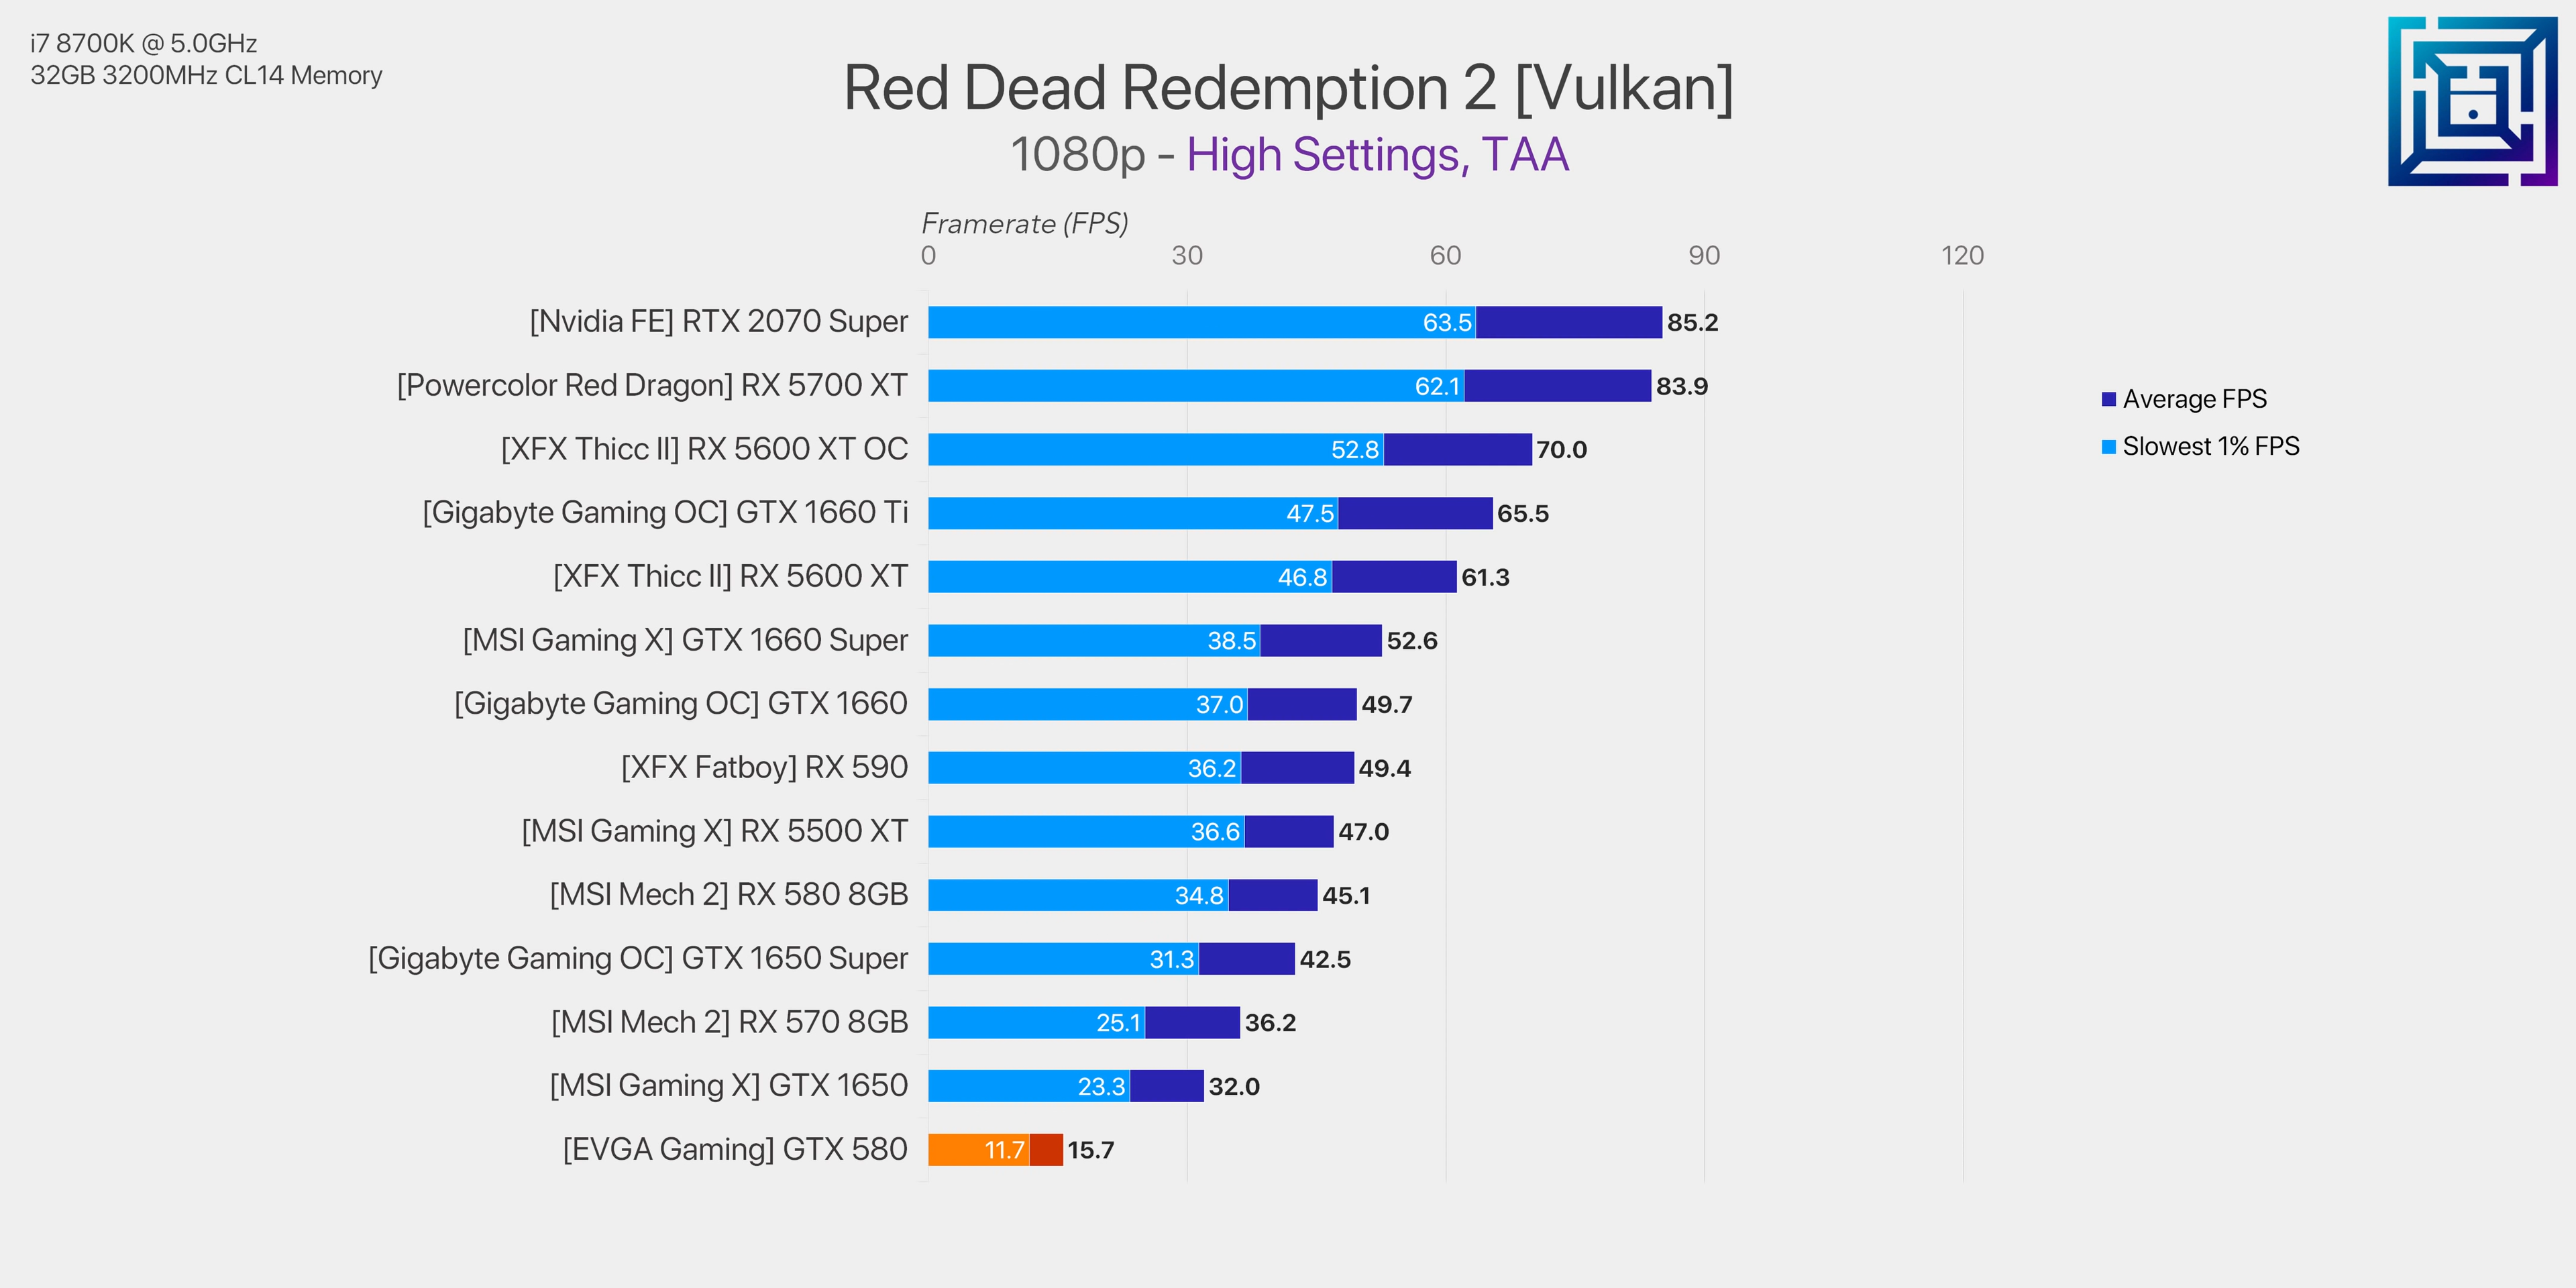 i7 8700K @ 5.0GHz
32GB 3200MHz CL14 Memory
Red Dead Redemption 2 [Vulkan]
1080p - High Settings, TAA
Framerate (FPS)
0 30 60 90 120
[Nvidia FE] RTX 2070 Super 63.5 85.2
[Powercolor Red Dragon] RX 5700 XT 62.1 83.9
[XFX Thicc II] RX 5600 XT OC 52.8 70.0
[Gigabyte Gaming OC] GTX 1660 Ti 47.5 65.5
[XFX Thicc II] RX 5600 XT 46.8 61.3
[MSI Gaming X] GTX 1660 Super 38.5 52.6
[Gigabyte Gaming OC] GTX 1660 37.0 49.7
[XFX Fatboy] RX 590 36.2 49.4
[MSI Gaming X] RX 5500 XT 36.6 47.0
[MSI Mech 2] RX 580 8GB 34.8 45.1
[Gigabyte Gaming OC] GTX 1650 Super 31.3 42.5
[MSI Mech 2] RX 570 8GB 25.1 36.2
[MSI Gaming X] GTX 1650 23.3 32.0
[EVGA Gaming] GTX 580 11.7 15.7
Average FPS
Slowest 1% FPS